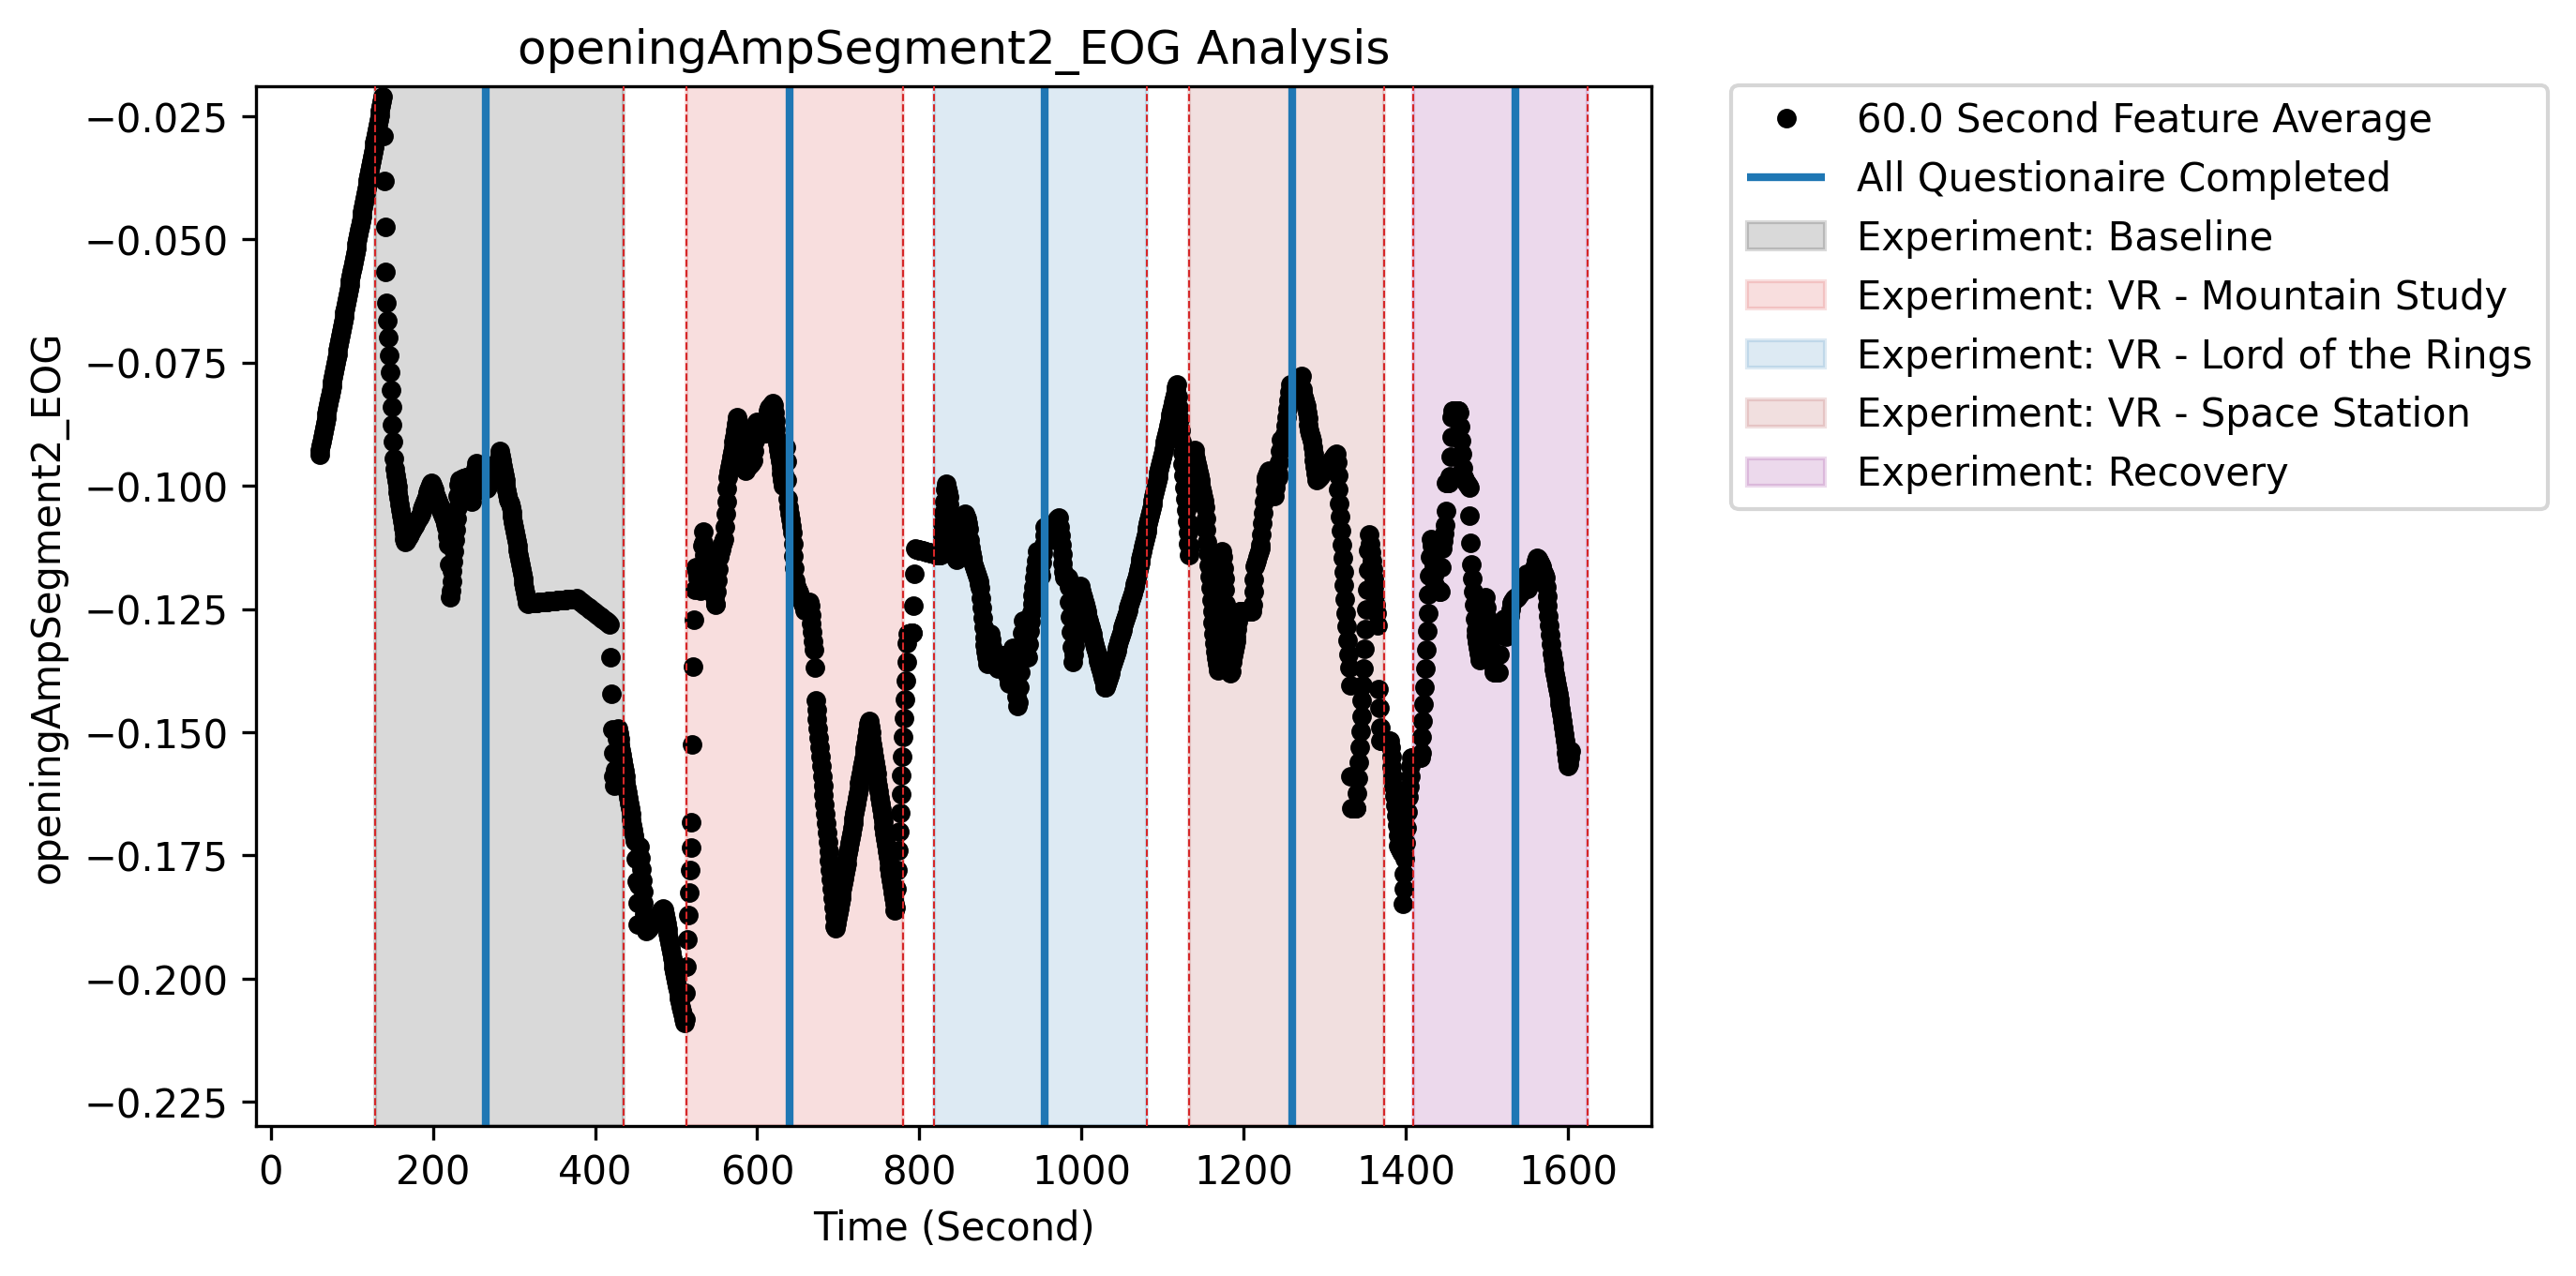 openingAmpSegment2_EOG Analysis
openingAmpSegment2_EOG
−0.025
−0.050
−0.075
−0.100
−0.125
−0.150
−0.175
−0.200
−0.225
0 200 400 600 800 1000 1200 1400 1600
Time (Second)
60.0 Second Feature Average
All Questionaire Completed
Experiment: Baseline
Experiment: VR - Mountain Study
Experiment: VR - Lord of the Rings
Experiment: VR - Space Station
Experiment: Recovery